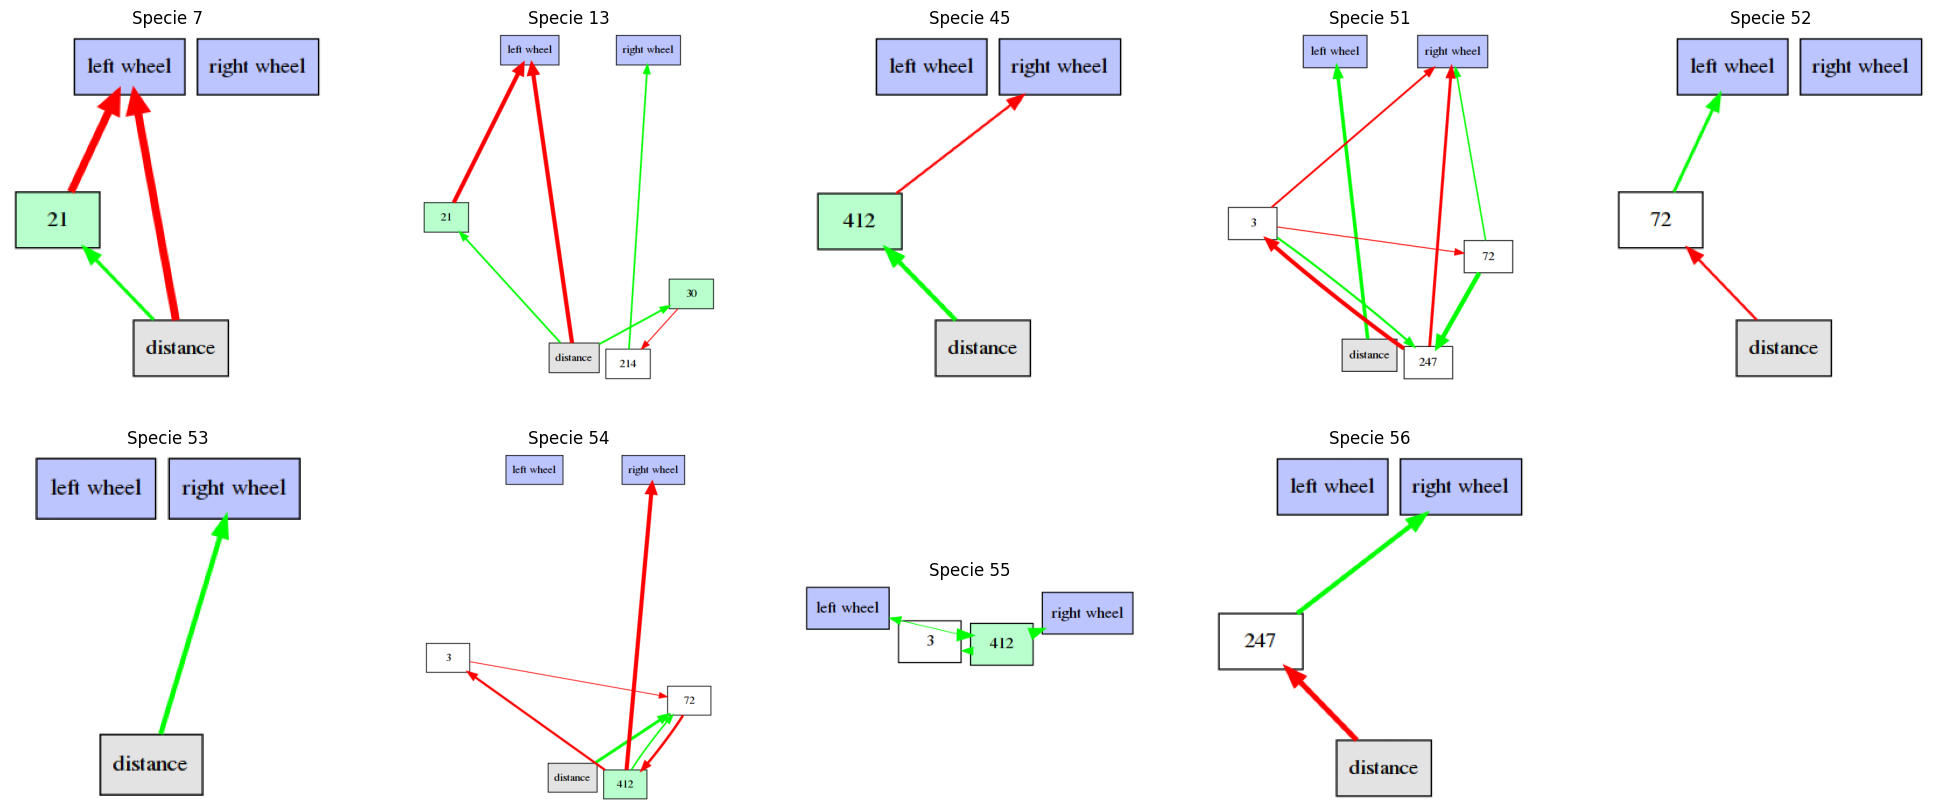 Specie 7
left wheel
right wheel
21
distance
Specie 13
left wheel
right wheel
21
30
distance
214
Specie 45
left wheel
right wheel
412
distance
Specie 51
left wheel
right wheel
3
72
distance
247
Specie 52
left wheel
right wheel
72
distance
Specie 53
left wheel
right wheel
distance
Specie 54
left wheel
right wheel
3
72
distance
412
Specie 55
left wheel
right wheel
3
412
Specie 56
left wheel
right wheel
247
distance